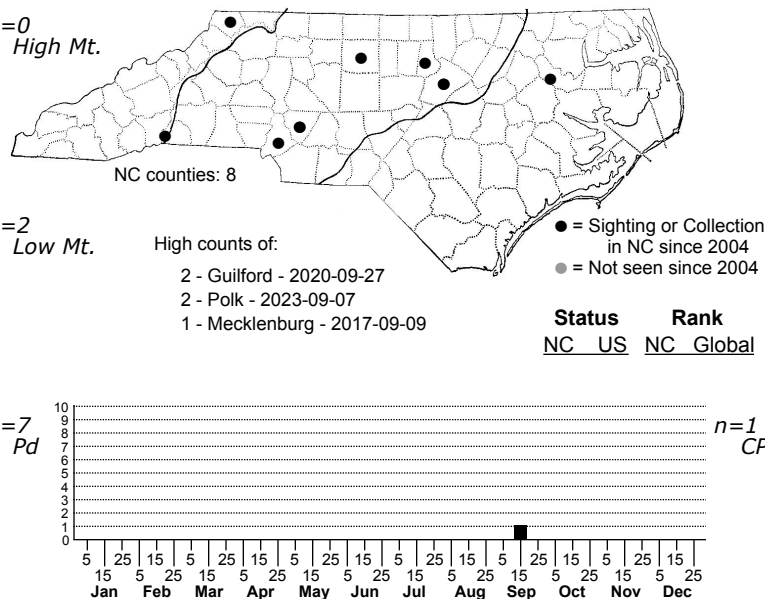 =0
High Mt.
NC counties: 8
=2
Low Mt.
High counts of:
2 - Guilford - 2020-09-27
2 - Polk - 2023-09-07
1 - Mecklenburg - 2017-09-09
= Sighting or Collection
in NC since 2004
= Not seen since 2004
Status Rank
NC US NC Global
=7
Pd
n=1
CP
10
9
8
7
6
5
4
3
2
1
0
5 25 15 5 25 15 5 25 15 5 25 15 5 25 15 5 25 15
15 5 25 15 5 25 15 5 25 15 5 25 15 5 25 15 5 25
Jan Feb Mar Apr May Jun Jul Aug Sep Oct Nov Dec